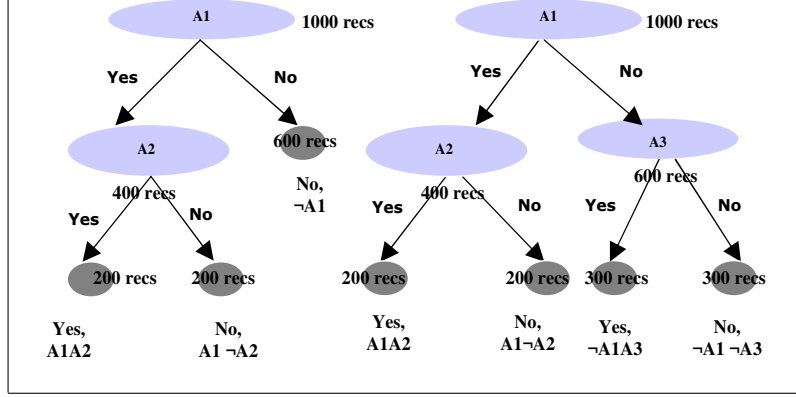 A1
1000 recs
Yes
No
A2
400 recs
600 recs
No,
¬A1
Yes
No
200 recs
200 recs
Yes,
A1A2
No,
A1 ¬A2
A1
1000 recs
Yes
No
A2
400 recs
A3
600 recs
Yes
No
Yes
No
200 recs
200 recs
300 recs
300 recs
Yes,
A1A2
No,
A1¬A2
Yes,
¬A1A3
No,
¬A1 ¬A3